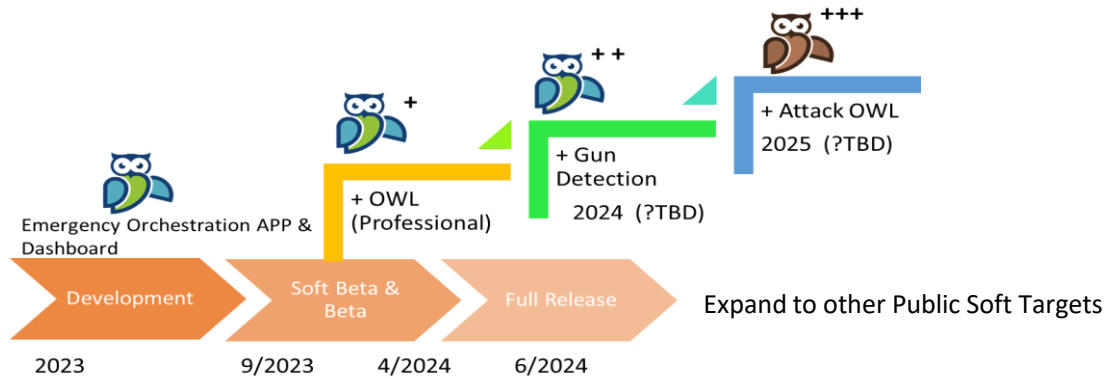 +++
++
+
+ Attack OWL
2025 (?TBD)
+ Gun
Detection
2024 (?TBD)
+ OWL
(Professional)
Emergency Orchestration APP &
Dashboard
Development
Soft Beta &
Beta
Full Release
Expand to other Public Soft Targets
2023
9/2023
4/2024
6/2024